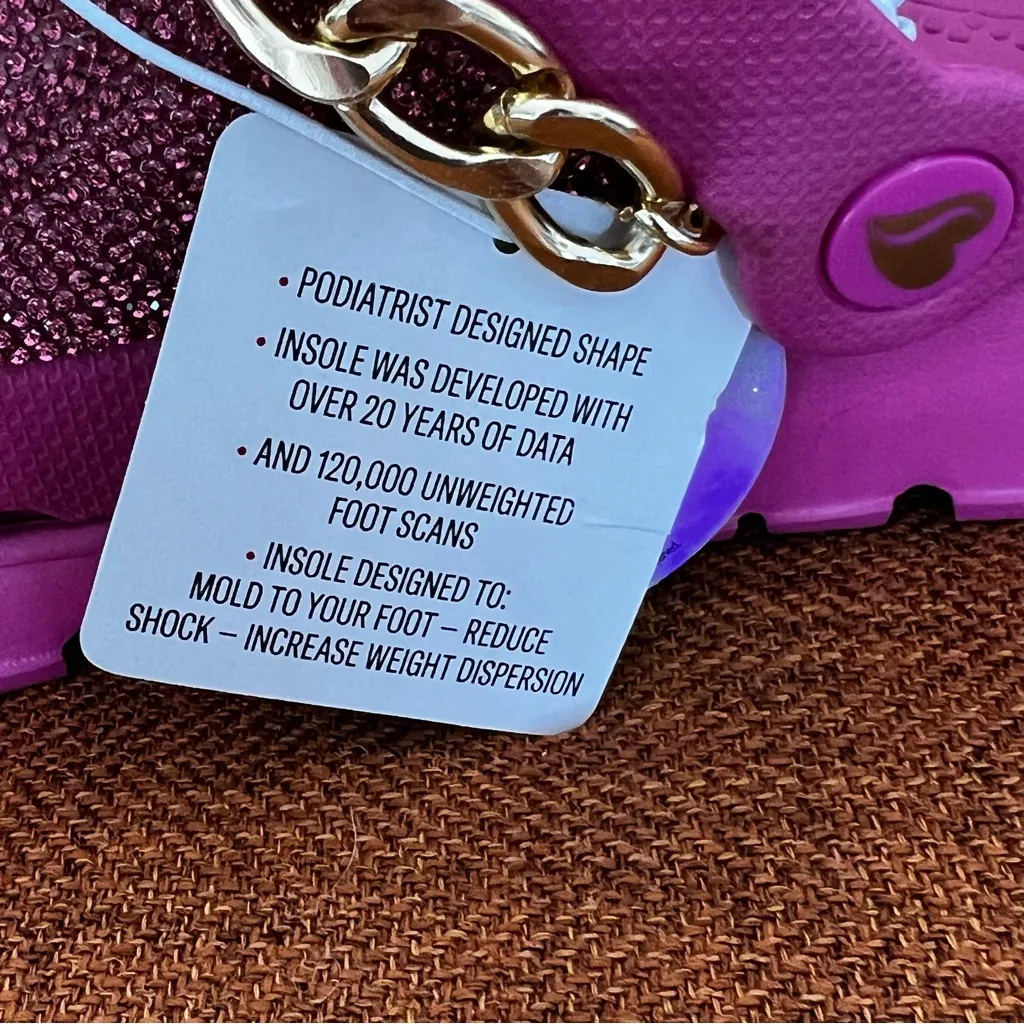 • PODIATRIST DESIGNED SHAPE
• INSOLE WAS DEVELOPED WITH
OVER 20 YEARS OF DATA
• AND 120,000 UNWEIGHTED
FOOT SCANS
• INSOLE DESIGNED TO:
MOLD TO YOUR FOOT – REDUCE
SHOCK – INCREASE WEIGHT DISPERSION